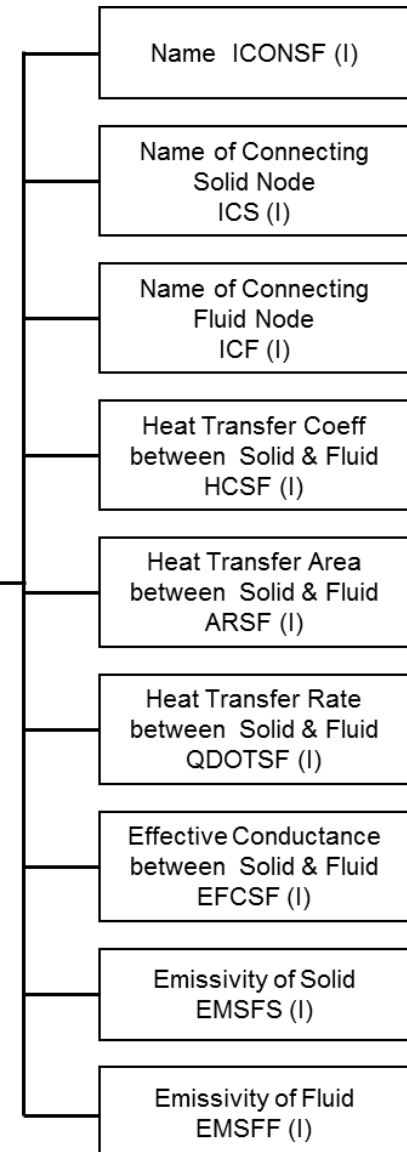 Name ICONSF (I)
Name of Connecting
Solid Node
ICS (I)
Name of Connecting
Fluid Node
ICF (I)
Heat Transfer Coeff
between Solid & Fluid
HCSF (I)
Heat Transfer Area
between Solid & Fluid
ARSF (I)
Heat Transfer Rate
between Solid & Fluid
QDOTSF (I)
Effective Conductance
between Solid & Fluid
EFCSF (I)
Emissivity of Solid
EMSFS (I)
Emissivity of Fluid
EMSFF (I)